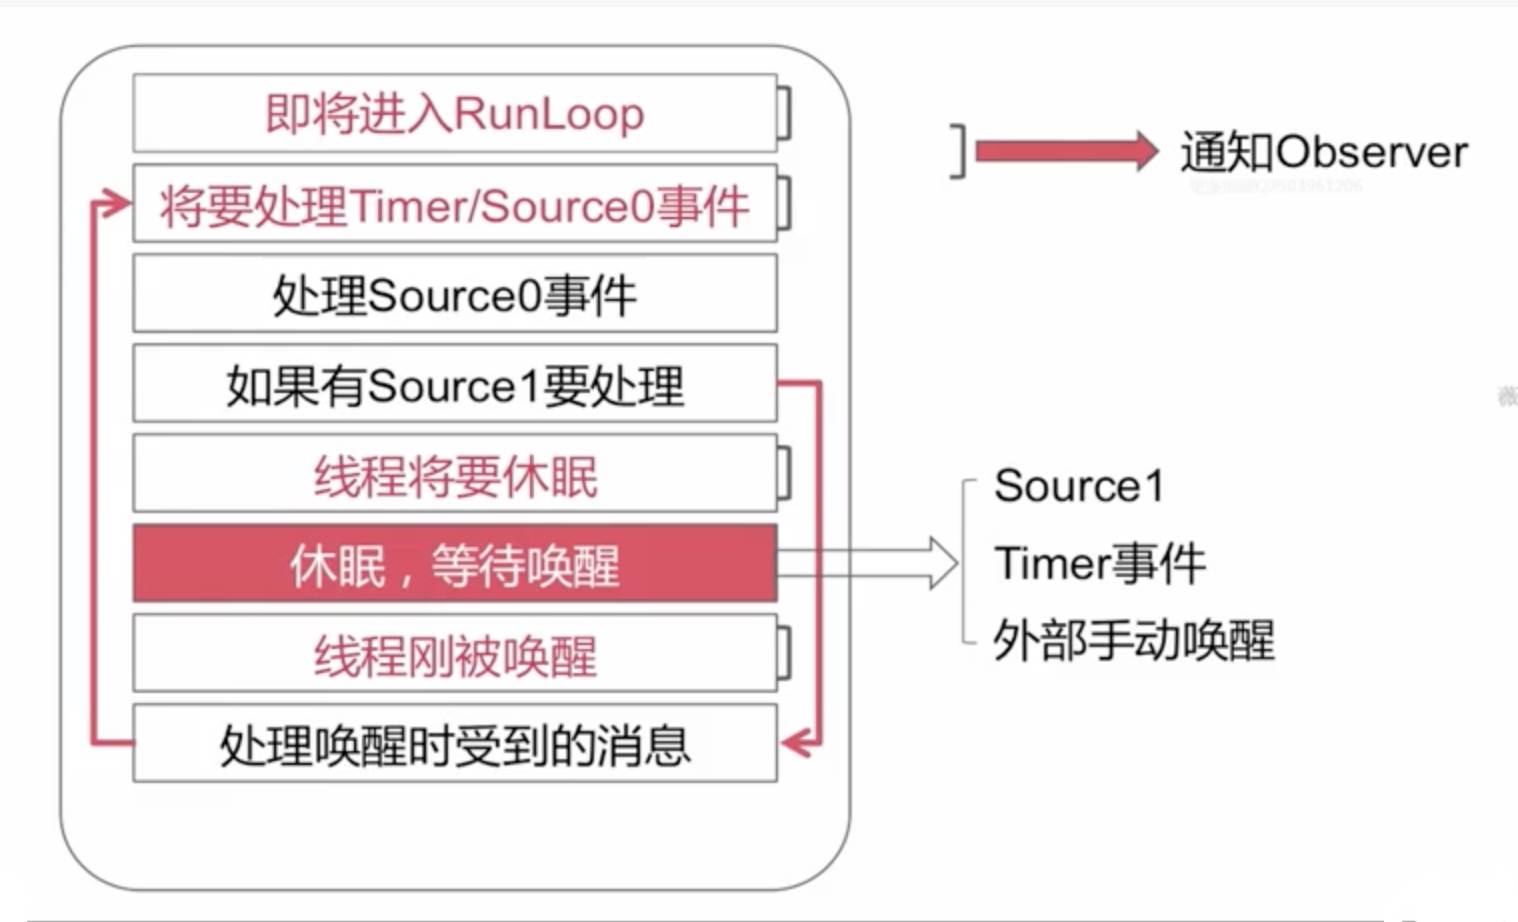 即将进入RunLoop
通知Observer
将要处理Timer/Source0事件
处理Source0事件
如果有Source1要处理
薇
线程将要休眠
Source1
休眠，等待唤醒
Timer事件
外部手动唤醒
线程刚被唤醒
处理唤醒时受到的消息